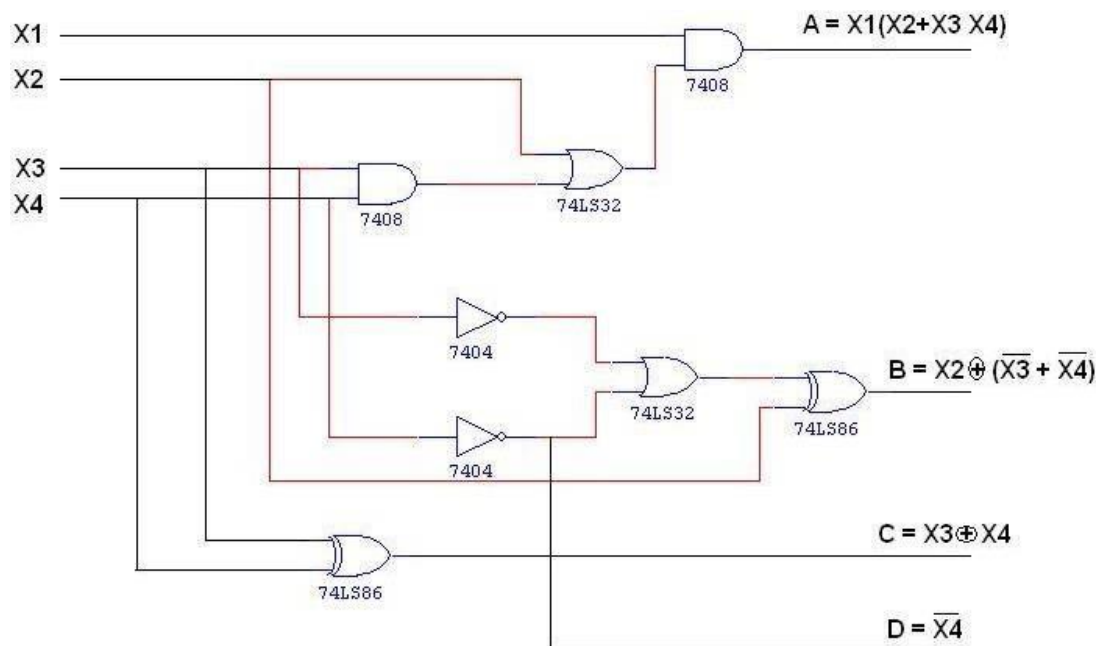 X1
A = X1(X2+X3 X4)
7408
X2
X3
X4
7408
74LS32
7404
B = X2 ⊕ (X̅3̅ + X̅4̅)
74LS32
74LS86
7404
C = X3⊕X4
74LS86
D = X̅4̅